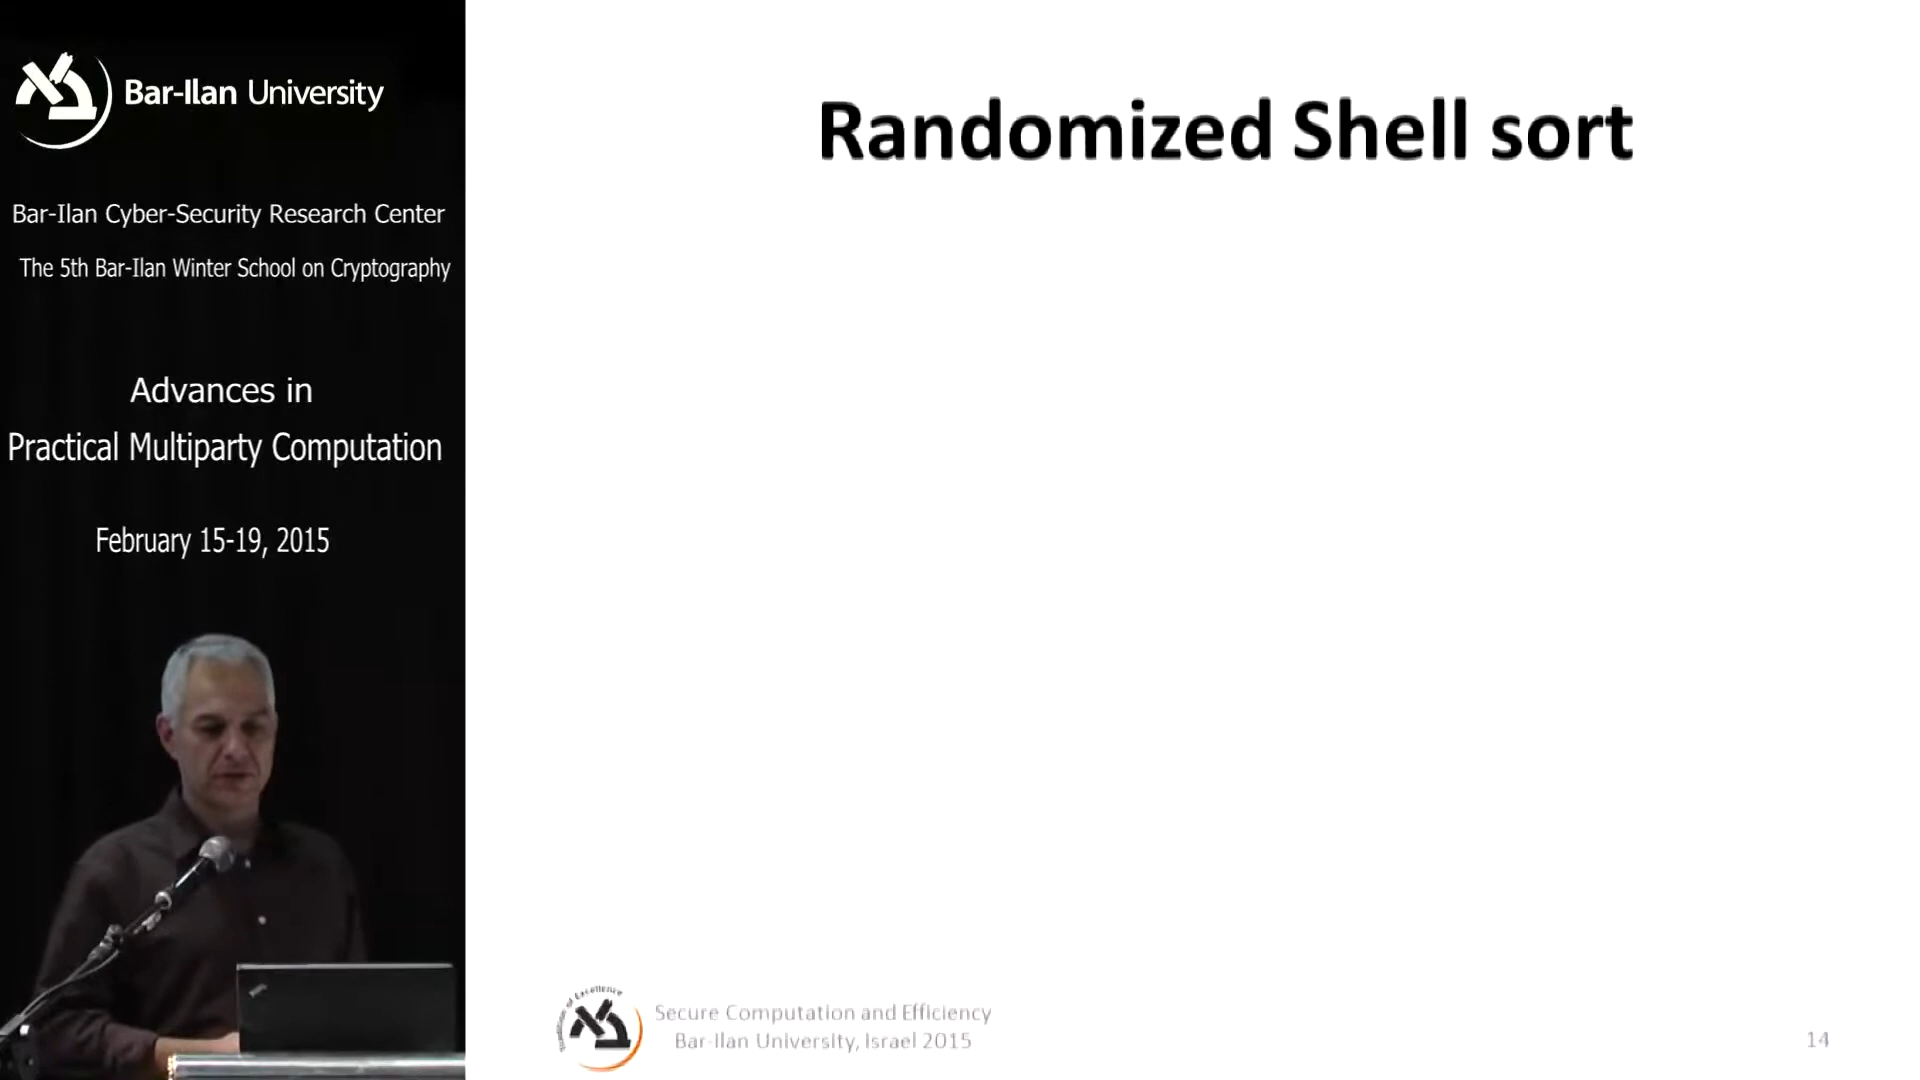 Bar-Ilan University
Bar-Ilan Cyber-Security Research Center
The 5th Bar-Ilan Winter School on Cryptography
Advances in
Practical Multiparty Computation
February 15-19, 2015
Randomized Shell sort
of Excellence
Secure Computation and Efficiency
Bar-Ilan University, Israel 2015
14